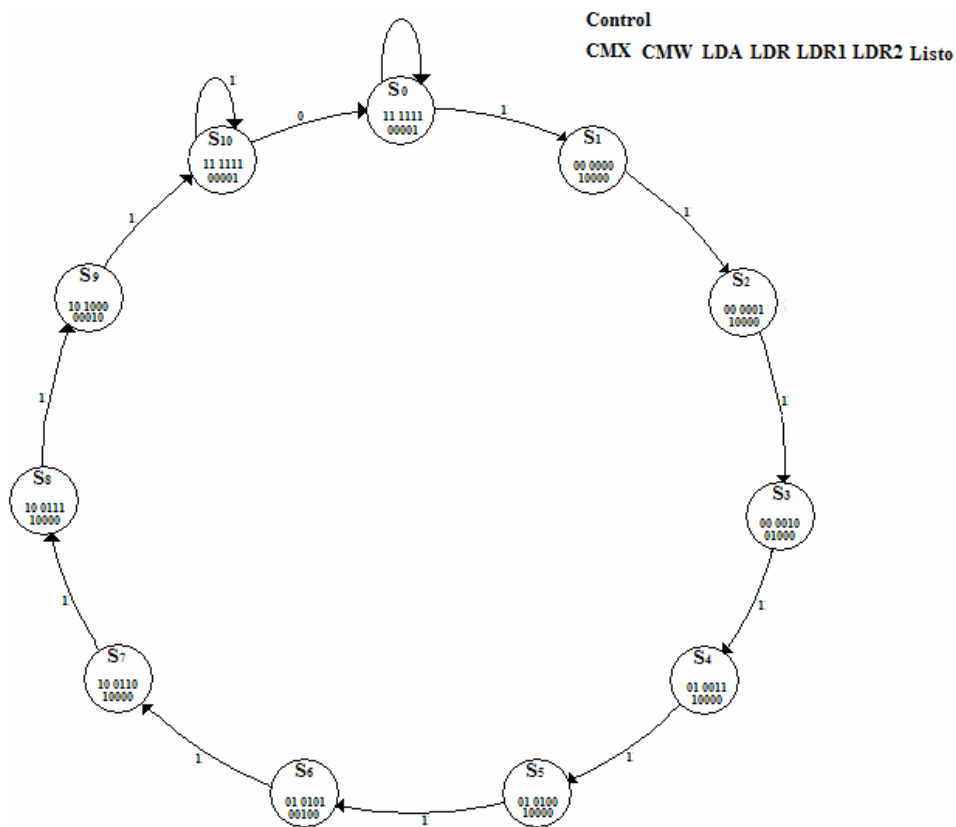 Control
CMX CMW LDA LDR LDR1 LDR2 Listo
S0
11 1111
00001
1
S1
00 0000
10000
1
S2
00 0001
10000
1
S3
00 0010
01000
1
S4
01 0011
10000
1
S5
01 0100
10000
1
S6
01 0101
00100
1
S7
10 0110
10000
1
S8
10 0111
10000
1
S9
10 1000
00010
1
S10
11 1111
00001
1
0